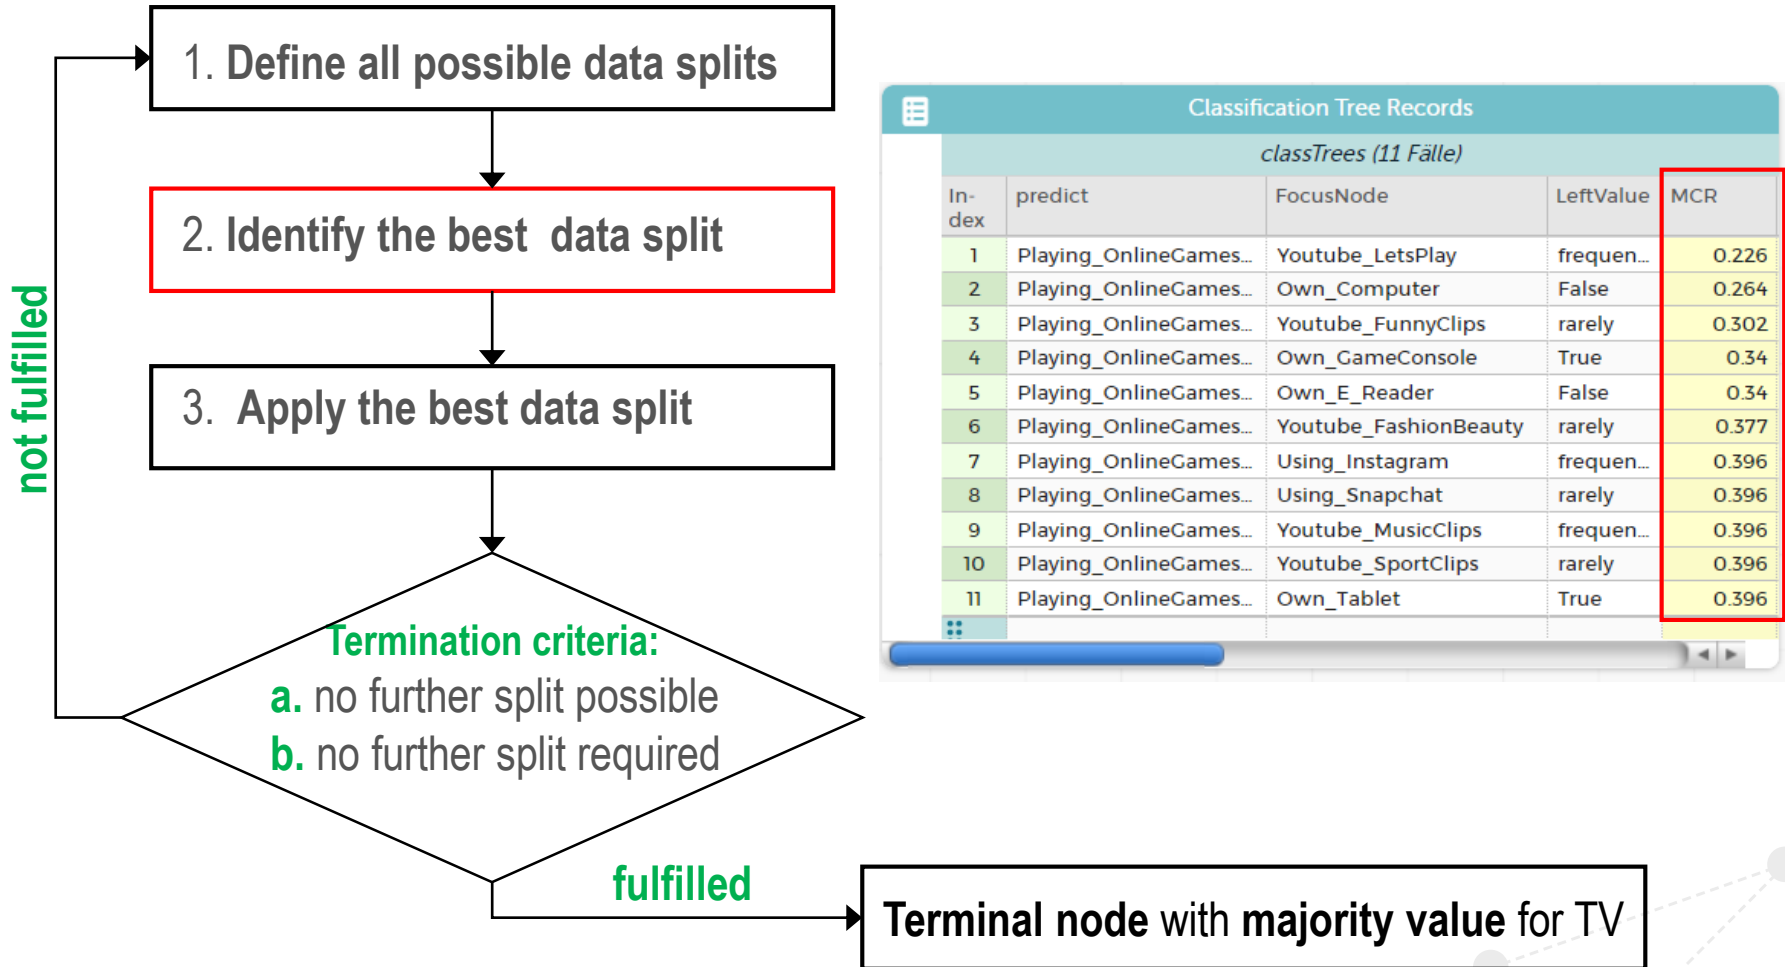 1. Define all possible data splits
2. Identify the best data split
3. Apply the best data split
not fulfilled
Termination criteria:
a. no further split possible
b. no further split required
fulfilled
Terminal node with majority value for TV
Classification Tree Records
classTrees (11 Fälle)
In-dex predict FocusNode LeftValue MCR
1 Playing_OnlineGames... Youtube_LetsPlay frequen... 0.226
2 Playing_OnlineGames... Own_Computer False 0.264
3 Playing_OnlineGames... Youtube_FunnyClips rarely 0.302
4 Playing_OnlineGames... Own_GameConsole True 0.34
5 Playing_OnlineGames... Own_E_Reader False 0.34
6 Playing_OnlineGames... Youtube_FashionBeauty rarely 0.377
7 Playing_OnlineGames... Using_Instagram frequen... 0.396
8 Playing_OnlineGames... Using_Snapchat rarely 0.396
9 Playing_OnlineGames... Youtube_MusicClips frequen... 0.396
10 Playing_OnlineGames... Youtube_SportClips rarely 0.396
11 Playing_OnlineGames... Own_Tablet True 0.396